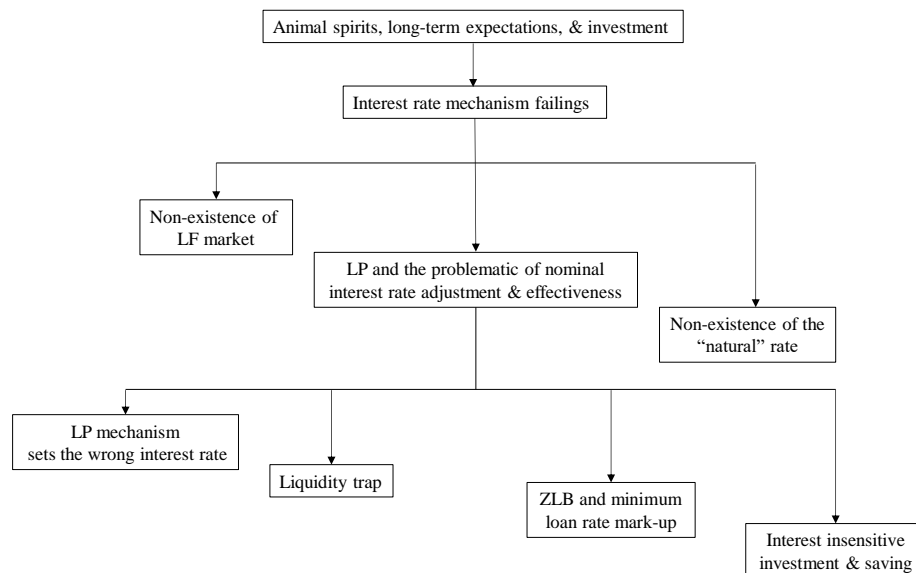 Animal spirits, long-term expectations, & investment
Interest rate mechanism failings
Non-existence of
LF market
LP and the problematic of nominal
interest rate adjustment & effectiveness
Non-existence of the
“natural” rate
LP mechanism
sets the wrong interest rate
Liquidity trap
ZLB and minimum
loan rate mark-up
Interest insensitive
investment & saving